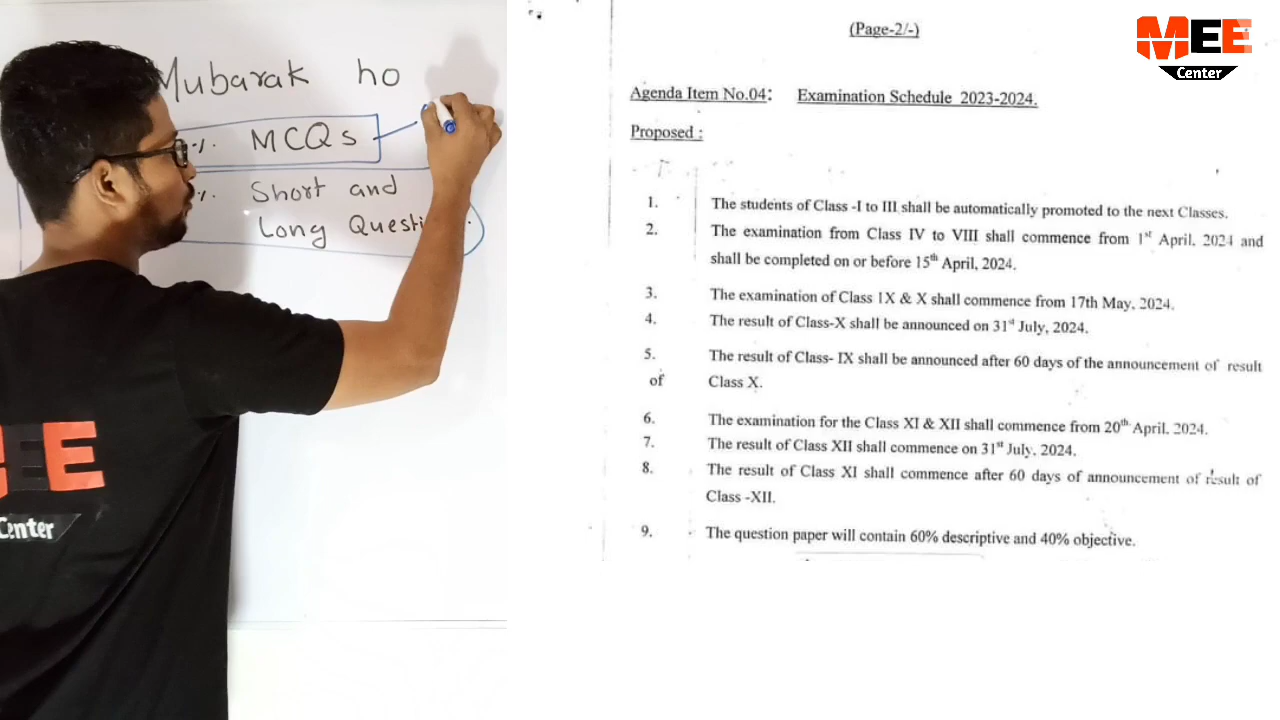 Mubarak ho
MCQs
Short and
Long Questi
MEE
Center
EE
Center
(Page-2/-)
Agenda Item No.04: Examination Schedule 2023-2024.
Proposed :
1. The students of Class -I to III shall be automatically promoted to the next Classes.
2. The examination from Class IV to VIII shall commence from 1st April, 2024 and
shall be completed on or before 15th April, 2024.
3. The examination of Class IX & X shall commence from 17th May, 2024.
4. The result of Class-X shall be announced on 31st July, 2024.
5. The result of Class- IX shall be announced after 60 days of the announcement of result
of Class X.
6. The examination for the Class XI & XII shall commence from 20th April, 2024.
7. The result of Class XII shall commence on 31st July, 2024.
8. The result of Class XI shall commence after 60 days of announcement of result of
Class -XII.
9. The question paper will contain 60% descriptive and 40% objective.